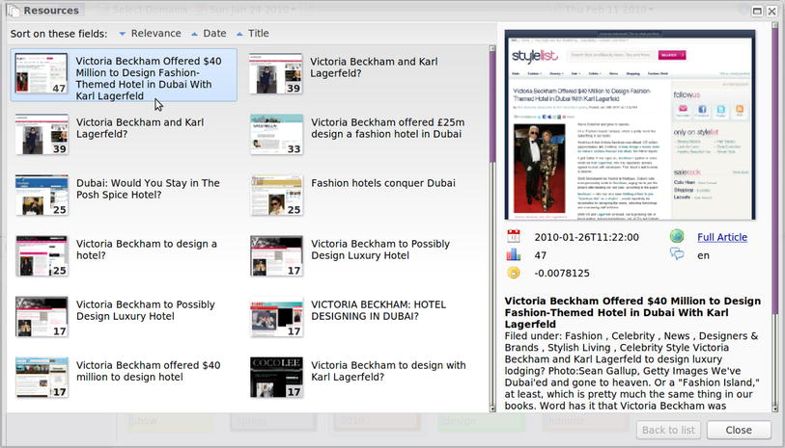 Resources
Sort on these fields: Relevance Date Title
Victoria Beckham Offered $40
Million to Design Fashion-
Themed Hotel in Dubai With
Karl Lagerfeld
47
Victoria Beckham and Karl
Lagerfeld?
39
Victoria Beckham and Karl
Lagerfeld?
39
Victoria Beckham offered £25m
design a fashion hotel in Dubai
33
Dubai: Would You Stay in The
Posh Spice Hotel?
25
Fashion hotels conquer Dubai
25
Victoria Beckham to design a
hotel?
25
Victoria Beckham to Possibly
Design Luxury Hotel
17
Victoria Beckham to Possibly
Design Luxury Hotel
17
VICTORIA BECKHAM: HOTEL
DESIGNING IN DUBAI?
17
Victoria Beckham offered $40
million to design hotel
17
COCO LEE
Victoria Beckham to design with
Karl Lagerfeld?
17
stylelist
Victoria Beckham Offered $40 Million to Design Fashion-
Themed Hotel in Dubai With Karl Lagerfeld
followus
only on stylelist
2010-01-26T11:22:00
Full Article
47
en
-0.0078125
Victoria Beckham Offered $40 Million to Design
Fashion-Themed Hotel in Dubai With Karl
Lagerfeld
Filed under: Fashion , Celebrity , News , Designers &
Brands , Stylish Living , Celebrity Style Victoria
Beckham and Karl Lagerfeld to design luxury
lodging? Photo:Sean Gallup, Getty Images We've
Dubai'ed and gone to heaven. Or a "Fashion Island,"
at least, which is pretty much the same thing in our
books. Word has it that Victoria Beckham was
Back to list
Close